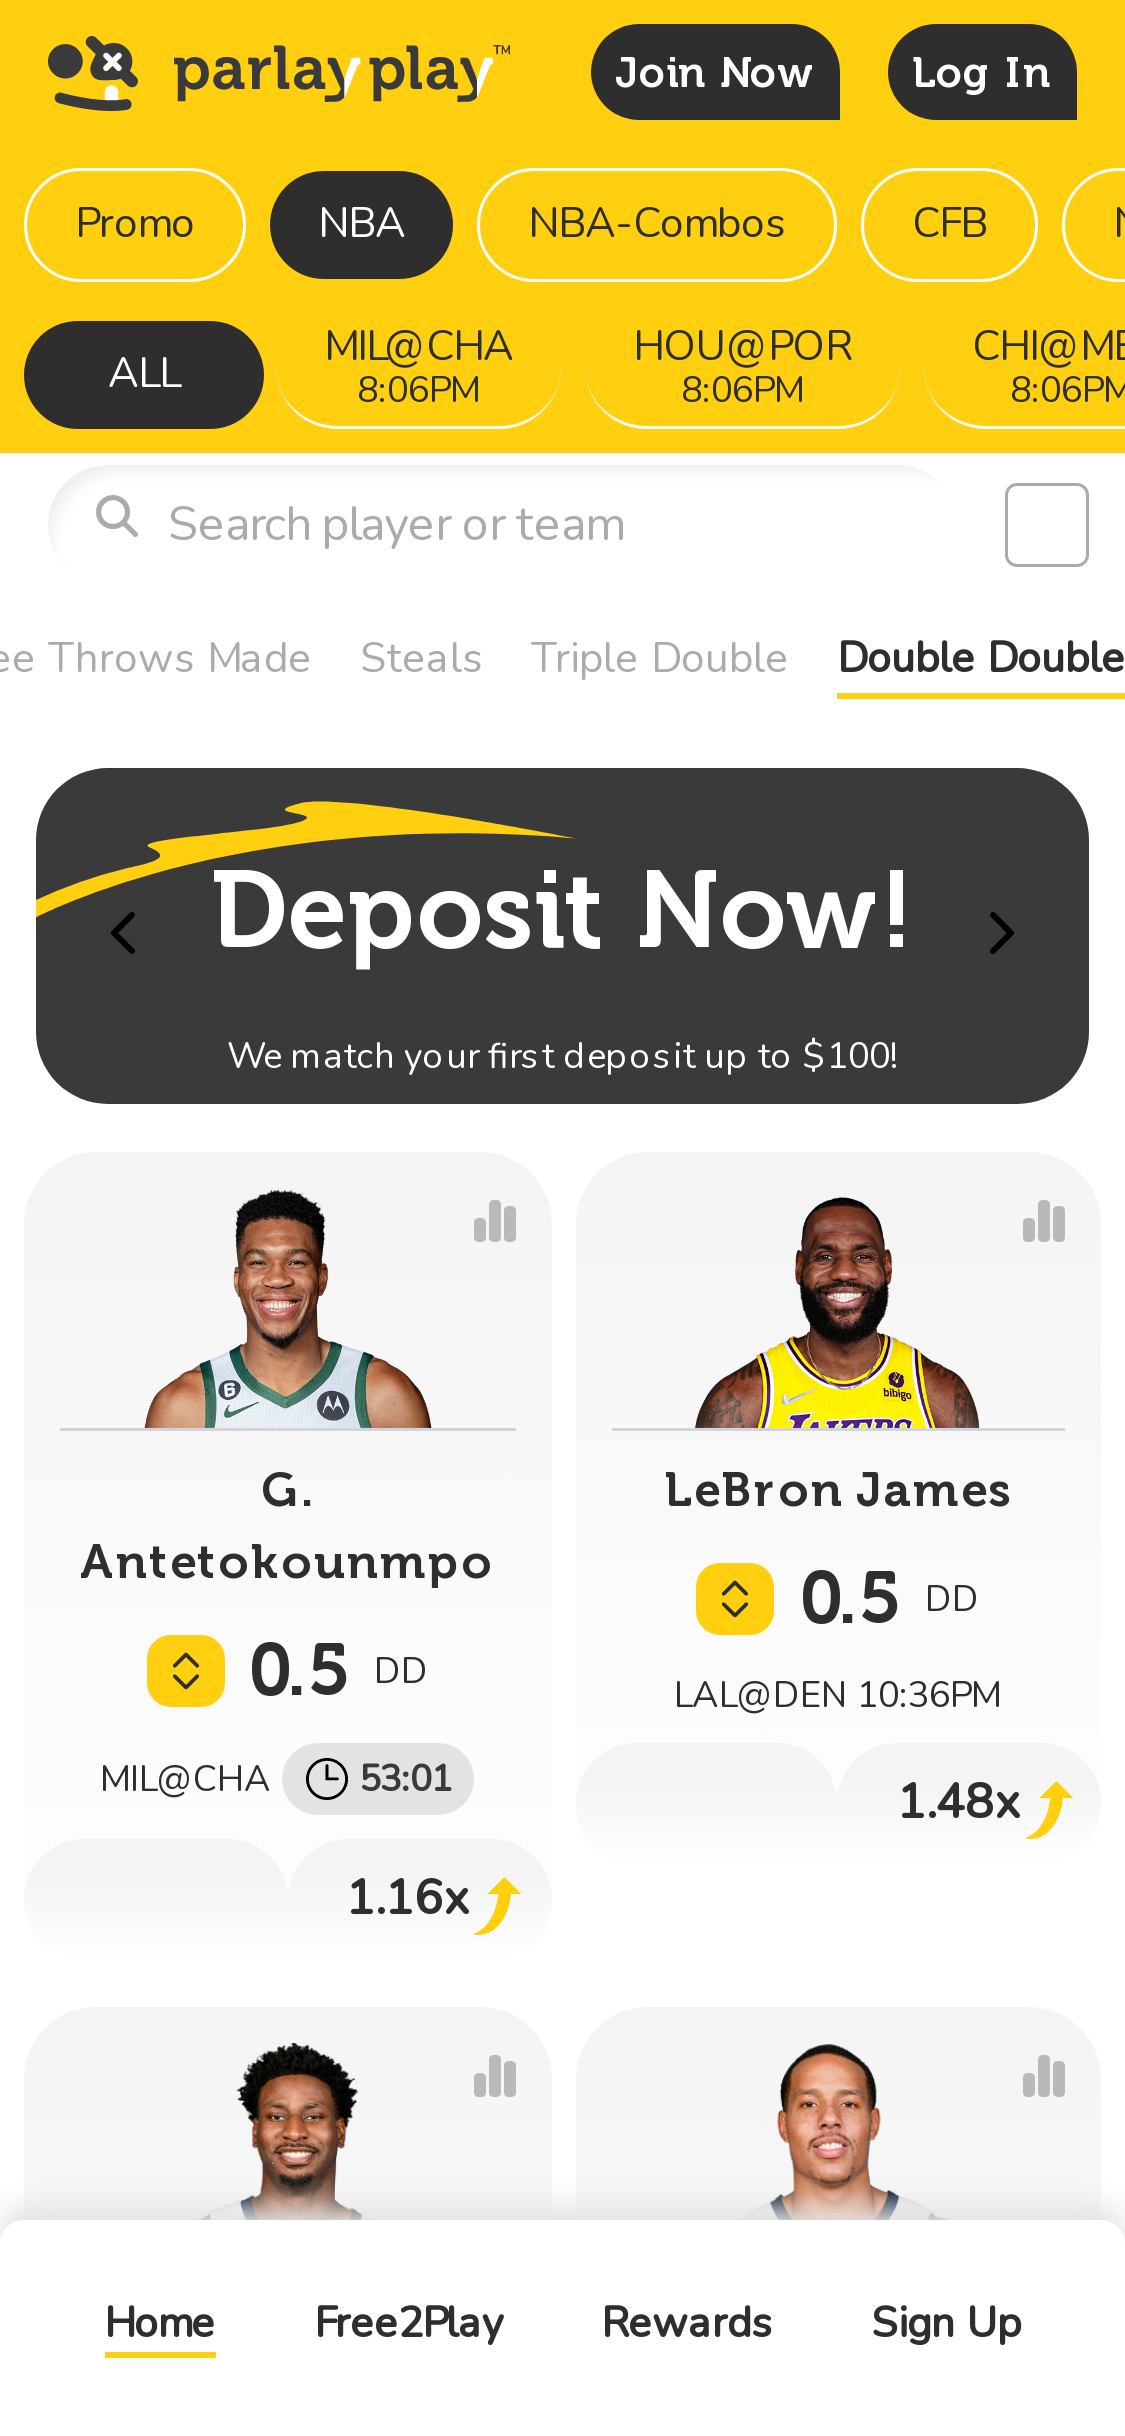 parlay play™
Join Now
Log In
Promo
NBA
NBA-Combos
CFB
ALL
MIL@CHA
8:06PM
HOU@POR
8:06PM
CHI@ME
8:06PM
Search player or team
ee Throws Made
Steals
Triple Double
Double Double
Deposit Now!
We match your first deposit up to $100!
6
bibigo
LAKERS
G.
Antetokounmpo
0.5 DD
MIL@CHA 53:01
1.16x
LeBron James
0.5 DD
LAL@DEN 10:36PM
1.48x
Home
Free2Play
Rewards
Sign Up